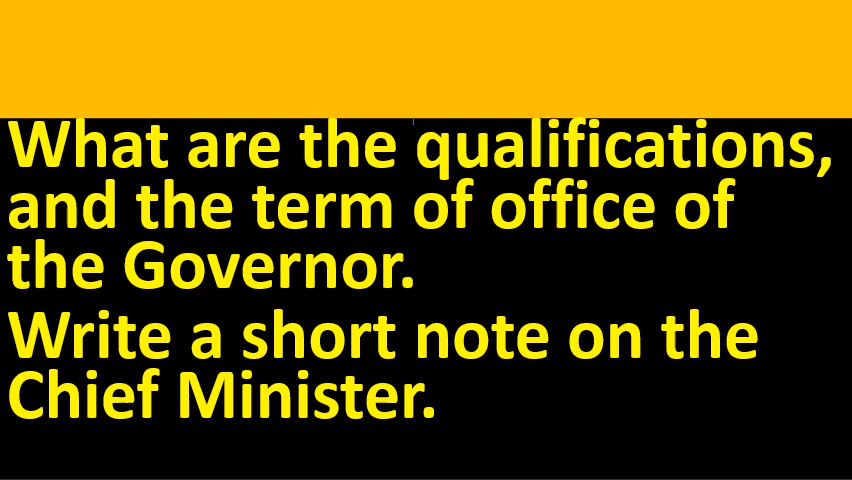 What are the qualifications,
and the term of office of
the Governor.
Write a short note on the
Chief Minister.